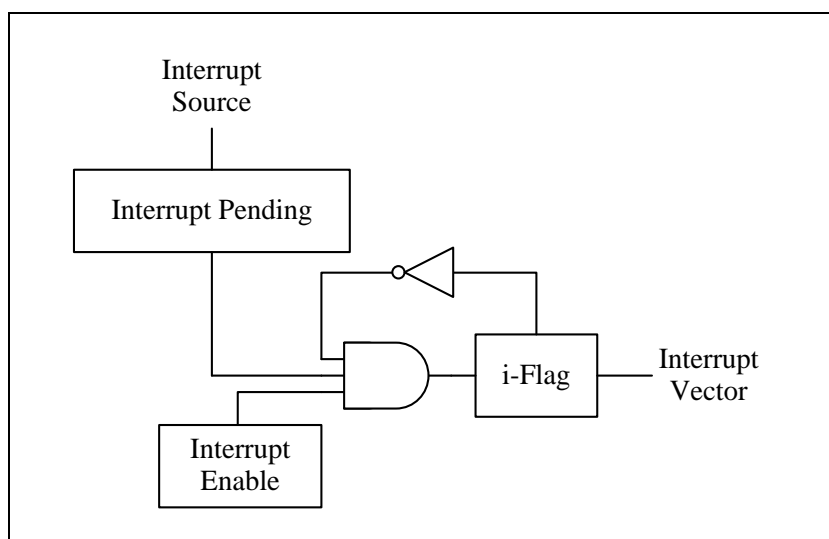 Interrupt
Source
Interrupt Pending
i-Flag
Interrupt
Vector
Interrupt
Enable